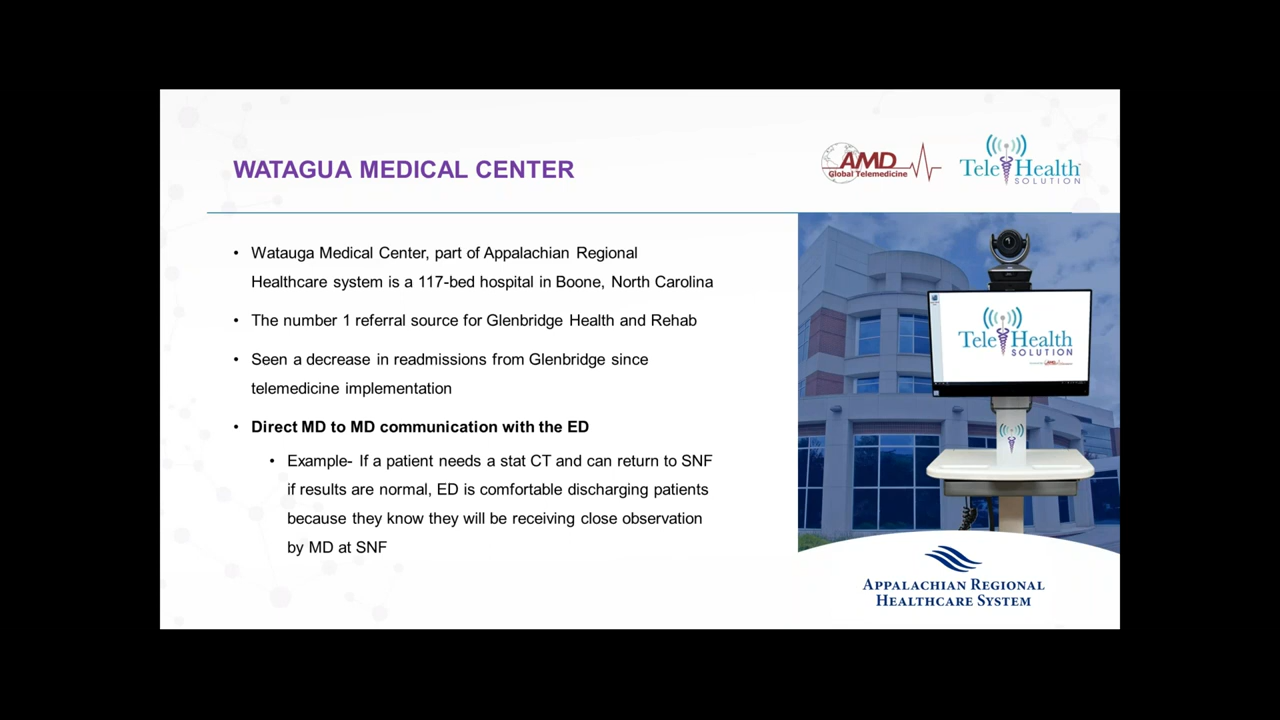 WATAGUA MEDICAL CENTER
AMD
Global Telemedicine
Tele Health
SOLUTION
• Watauga Medical Center, part of Appalachian Regional
Healthcare system is a 117-bed hospital in Boone, North Carolina
• The number 1 referral source for Glenbridge Health and Rehab
• Seen a decrease in readmissions from Glenbridge since
telemedicine implementation
• Direct MD to MD communication with the ED
• Example- If a patient needs a stat CT and can return to SNF
if results are normal, ED is comfortable discharging patients
because they know they will be receiving close observation
by MD at SNF
Tele Health
SOLUTION
APPALACHIAN REGIONAL
HEALTHCARE SYSTEM